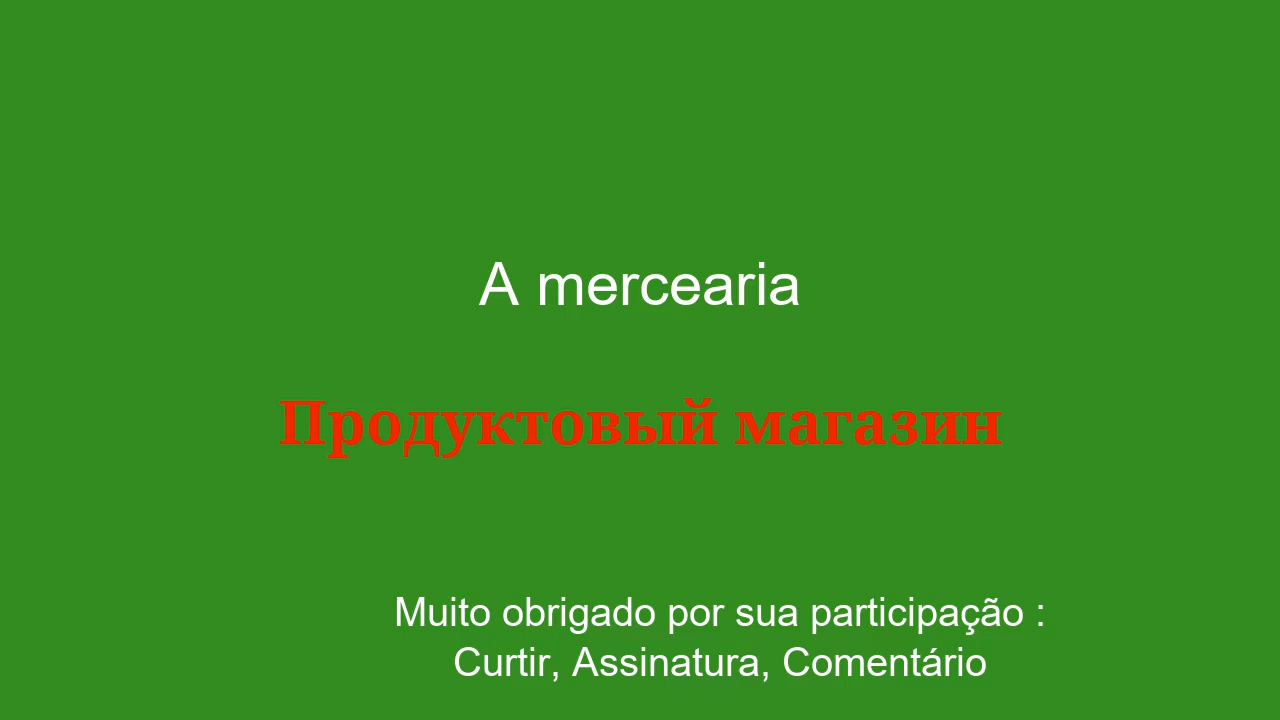 A mercearia
Продуктовый магазин
Muito obrigado por sua participação :
Curtir, Assinatura, Comentário